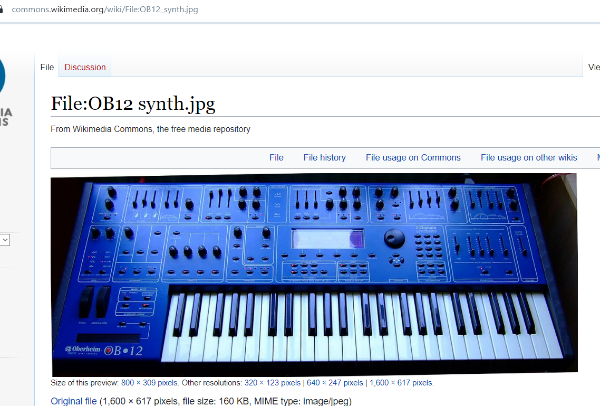 commons.wikimedia.org/wiki/File:OB12_synth.jpg
File Discussion Vie
File:OB12 synth.jpg
From Wikimedia Commons, the free media repository
File File history File usage on Commons File usage on other wikis M
IA
NS
Oberheim
OB•12
Size of this preview: 800 × 309 pixels. Other resolutions: 320 × 123 pixels | 640 × 247 pixels | 1,600 × 617 pixels.
Original file (1,600 × 617 pixels, file size: 160 KB, MIME type: image/jpeg)